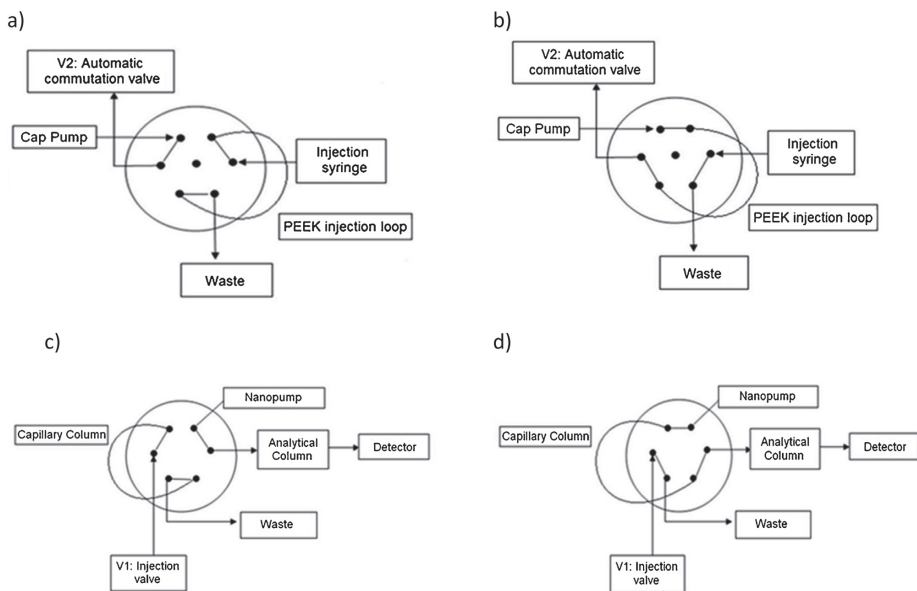 a)
V2: Automatic
commutation valve
Cap Pump
Injection
syringe
PEEK injection loop
Waste
b)
V2: Automatic
commutation valve
Cap Pump
Injection
syringe
PEEK injection loop
Waste
c)
Nanopump
Capillary Column
Analytical
Column
Detector
Waste
V1: Injection
valve
d)
Nanopump
Capillary Column
Analytical
Column
Detector
Waste
V1: Injection
valve